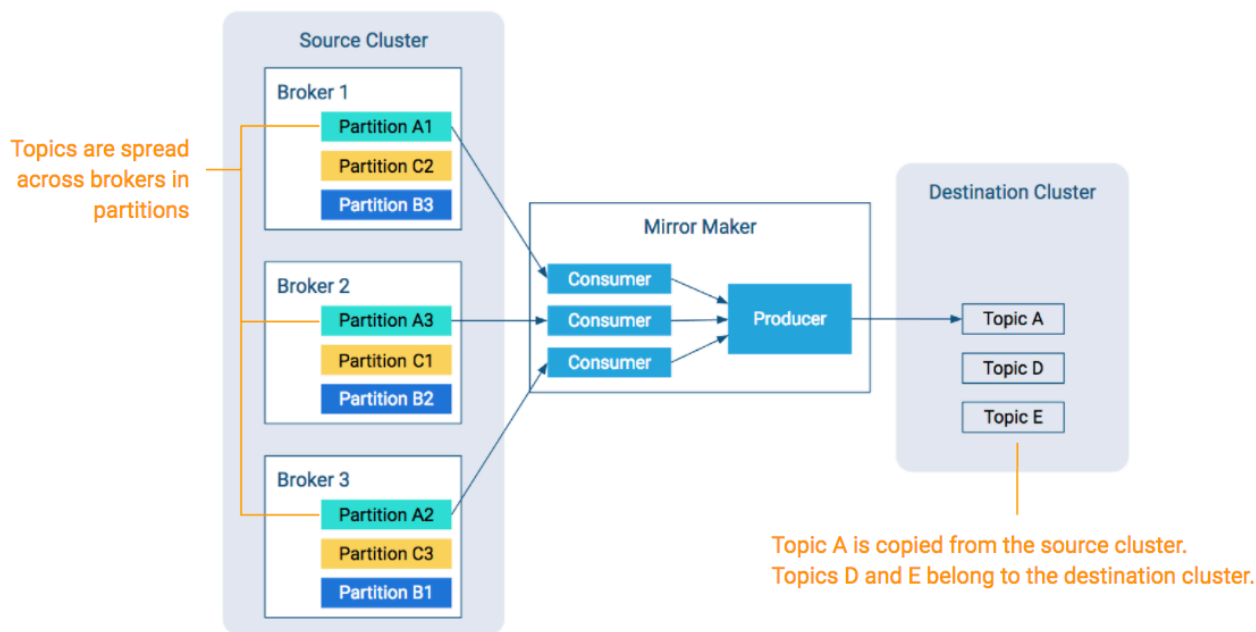 Source Cluster
Broker 1
Partition A1
Partition C2
Partition B3
Topics are spread
across brokers in
partitions
Broker 2
Partition A3
Partition C1
Partition B2
Broker 3
Partition A2
Partition C3
Partition B1
Mirror Maker
Consumer
Consumer
Consumer
Producer
Destination Cluster
Topic A
Topic D
Topic E
Topic A is copied from the source cluster.
Topics D and E belong to the destination cluster.